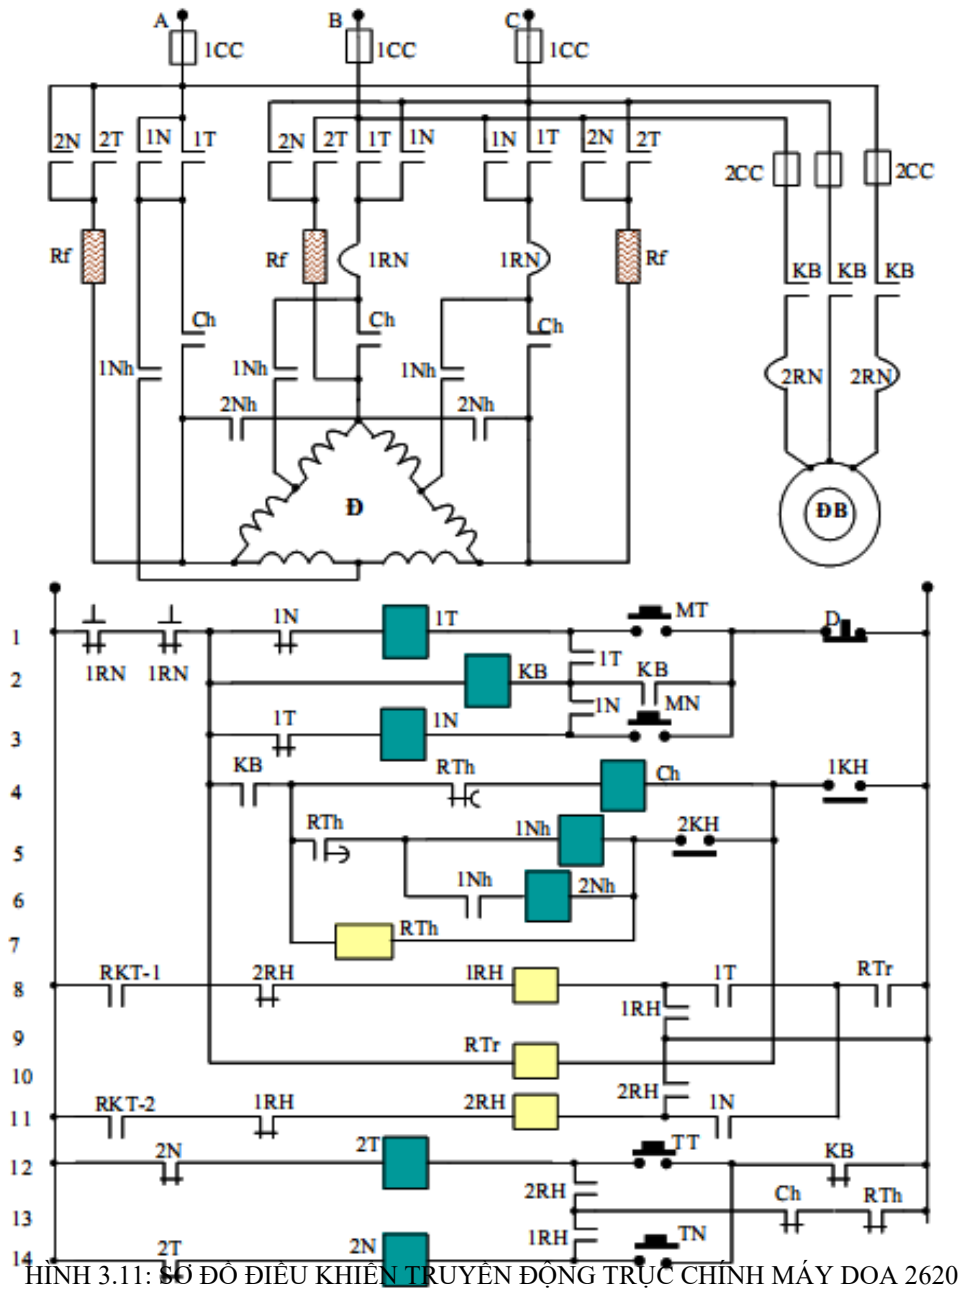 A B C
1CC 1CC 1CC
2N 2T 1N 1T 2N 2T 1T 1N 1N 1T 2N 2T
2CC 2CC
Rf Rf 1RN 1RN Rf
KB KB KB
Ch Ch Ch
1Nh 1Nh 1Nh
2RN 2RN
2Nh 2Nh
Đ ĐB
1 1RN 1RN 1N 1T MT D
1T
2 KB KB
1N MN
3 1T 1N
4 KB RTh Ch 1KH
5 RTh 1Nh 2KH
6 1Nh 2Nh
7 RTh
8 RKT-1 2RH 1RH 1T RTr
1RH
9
10 RTr
2RH
11 RKT-2 1RH 2RH 1N
12 2N 2T TT KB
2RH
13 Ch RTh
1RH
14 2T 2N TN
HÌNH 3.11: SƠ ĐỒ ĐIỀU KHIỂN TRUYỀN ĐỘNG TRỤC CHÍNH MÁY DOA 2620